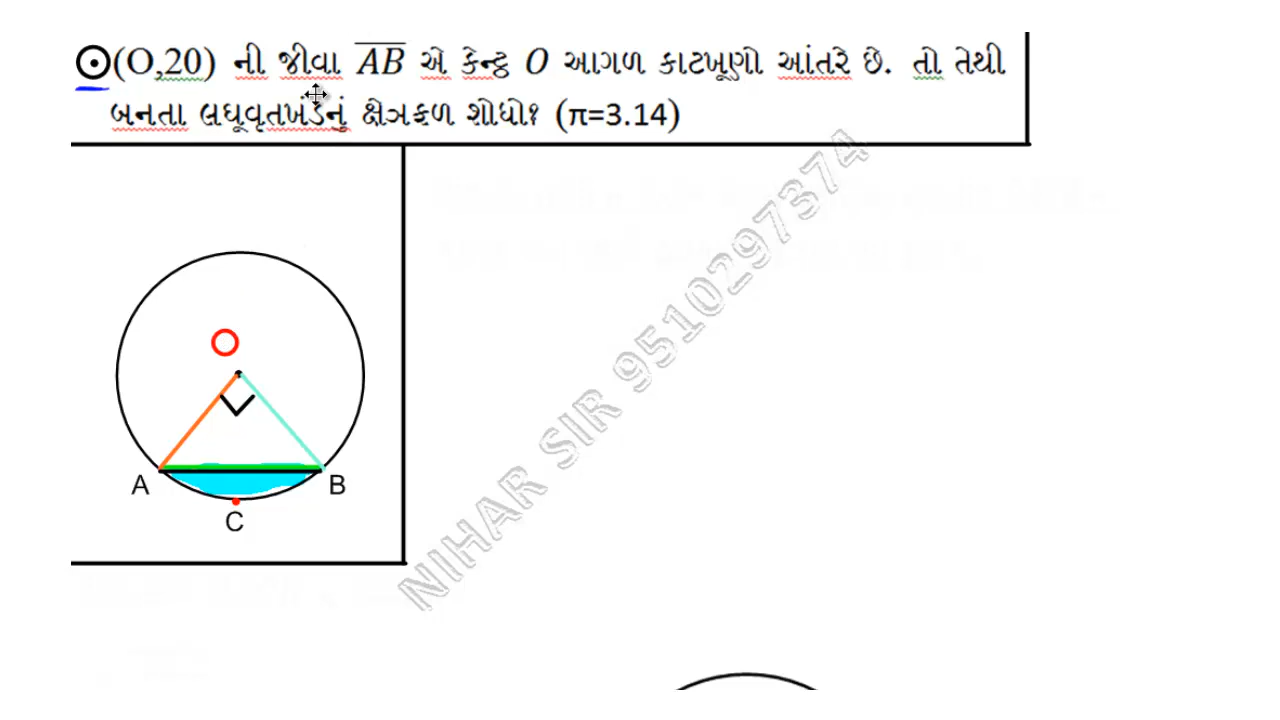 ⊙(O,20) ની જીવા AB એ કેન્દ્ર O આગળ કાટખૂણો આંતરે છે. તો તેથી
બનતા લઘૂવૃતખંડનું ક્ષેત્રફળ શોધો? (π=3.14)
O
A
B
C
NIHAR SIR 9510297374